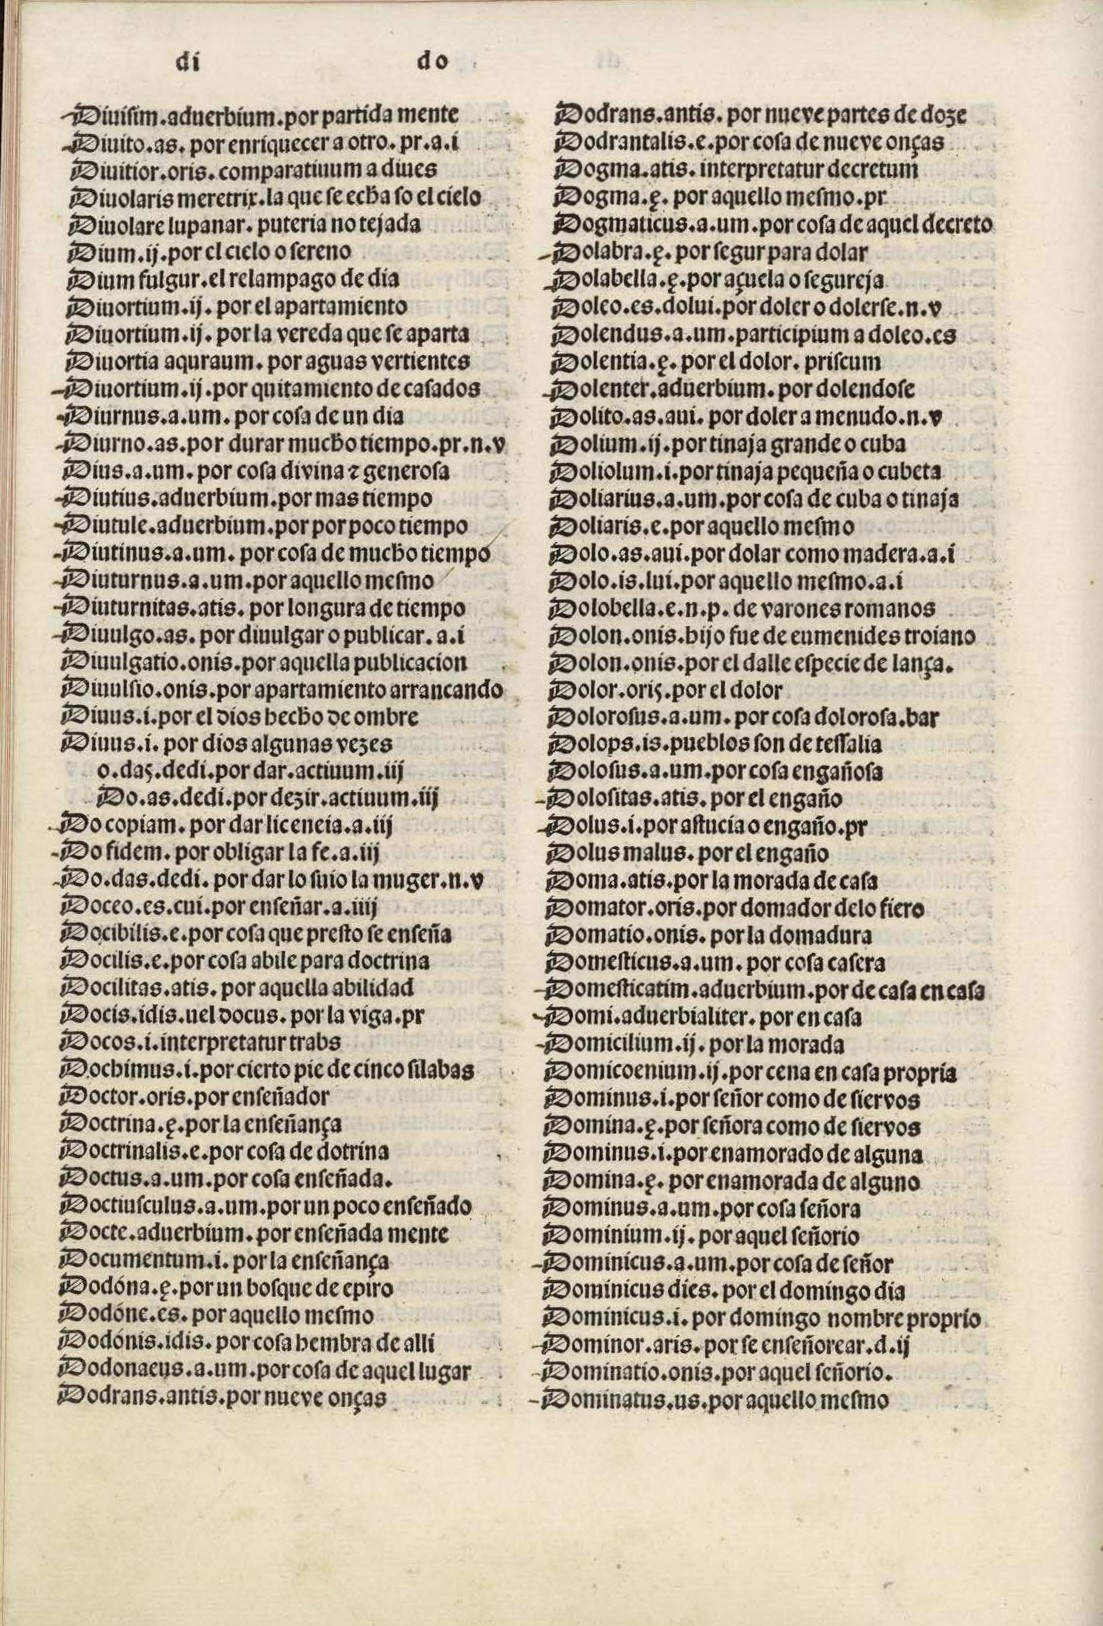 di do
Diuisim.aduerbium.por partida mente
Diuito.as.por enriquecer a otro.pr.a.i
Diuitior.oris.comparatiuum a diues
Diuolaris meretrix.la que se echa so el cielo
Diuolare lupanar.puteria no tejada
Dium.ij.por el cielo o sereno
Dium fulgur.el relampago de dia
Diuortium.ij.por el apartamiento
Diuortium.ij.por la vereda que se aparta
Diuortia aquraum.por aguas vertientes
Diuortium.ij.por quitamiento de casados
Diurnus.a.um.por cosa de un dia
Diurno.as.por durar mucho tiempo.pr.n.v
Dius.a.um.por cosa divina ⁊ generosa
Diutius.aduerbium.por mas tiempo
Diutule.aduerbium.por por poco tiempo
Diutinus.a.um.por cosa de mucho tiempo
Diuturnus.a.um.por aquello mesmo
Diuturnitas.atis.por longura de tiempo
Diuulgo.as.por diuulgar o publicar.a.i
Diuulgatio.onis.por aquella publicacion
Diuulsio.onis.por apartamiento arrancando
Diuus.i.por el dios hecho de ombre
Diuus.i.por dios algunas vezes
o.das.dedi.por dar.actiuum.iij
Do.as.dedi.por dezir.actiuum.iij
Do copiam.por dar licencia.a.iij
Do fidem.por obligar la fe.a.iij
Do.das.dedi.por dar lo suio la muger.n.v
Doceo.es.cui.por enseñar.a.iiij
Docibilis.e.por cosa que presto se enseña
Docilis.e.por cosa abile para doctrina
Docilitas.atis.por aquella abilidad
Docis.idis.uel docus.por la viga.pr
Docos.i.interpretatur trabs
Dochimus.i.por cierto pie de cinco silabas
Doctor.oris.por enseñador
Doctrina.ę.por la enseñança
Doctrinalis.e.por cosa de dotrina
Doctus.a.um.por cosa enseñada.
Doctiusculus.a.um.por un poco enseñado
Docte.aduerbium.por enseñada mente
Documentum.i.por la enseñança
Dodóna.ę.por un bosque de epiro
Dodóne.es.por aquello mesmo
Dodónis.idis.por cosa hembra de alli
Dodonaeus.a.um.por cosa de aquel lugar
Dodrans.antis.por nueve onças
Dodrans.antis.por nueve partes de doze
Dodrantalis.e.por cosa de nueve onças
Dogma.atis.interpretatur decretum
Dogma.ę.por aquello mesmo.pr
Dogmaticus.a.um.por cosa de aquel decreto
Dolabra.ę.por segur para dolar
Dolabella.ę.por açuela o segureja
Doleo.es.dolui.por doler o dolerse.n.v
Dolendus.a.um.participium a doleo.es
Dolentia.ę.por el dolor.priscum
Dolenter.aduerbium.por dolendose
Dolito.as.aui.por doler a menudo.n.v
Dolium.ij.por tinaja grande o cuba
Doliolum.i.por tinaja pequeña o cubeta
Doliarius.a.um.por cosa de cuba o tinaja
Doliaris.e.por aquello mesmo
Dolo.as.aui.por dolar como madera.a.i
Dolo.is.lui.por aquello mesmo.a.i
Dolobella.e.n.p.de varones romanos
Dolon.onis.hijo fue de eumenides troiano
Dolon.onis.por el dalle especie de lança.
Dolor.oris.por el dolor
Dolorosus.a.um.por cosa dolorosa.bar
Dolops.is.pueblos son de tessalia
Dolosus.a.um.por cosa engañosa
Dolositas.atis.por el engaño
Dolus.i.por astucia o engaño.pr
Dolus malus.por el engaño
Doma.atis.por la morada de casa
Domator.oris.por domador delo fiero
Domatio.onis.por la domadura
Domesticus.a.um.por cosa casera
Domesticatim.aduerbium.por de casa en casa
Domi.aduerbialiter.por en casa
Domicilium.ij.por la morada
Domicoenium.ij.por cena en casa propria
Dominus.i.por señor como de siervos
Domina.ę.por señora como de siervos
Dominus.i.por enamorado de alguna
Domina.ę.por enamorada de alguno
Dominus.a.um.por cosa señora
Dominium.ij.por aquel señorio
Dominicus.a.um.por cosa de señor
Dominicus dies.por el domingo dia
Dominicus.i.por domingo nombre proprio
Dominor.aris.por se enseñorear.d.ij
Dominatio.onis.por aquel señorio.
Dominatus.us.por aquello mesmo